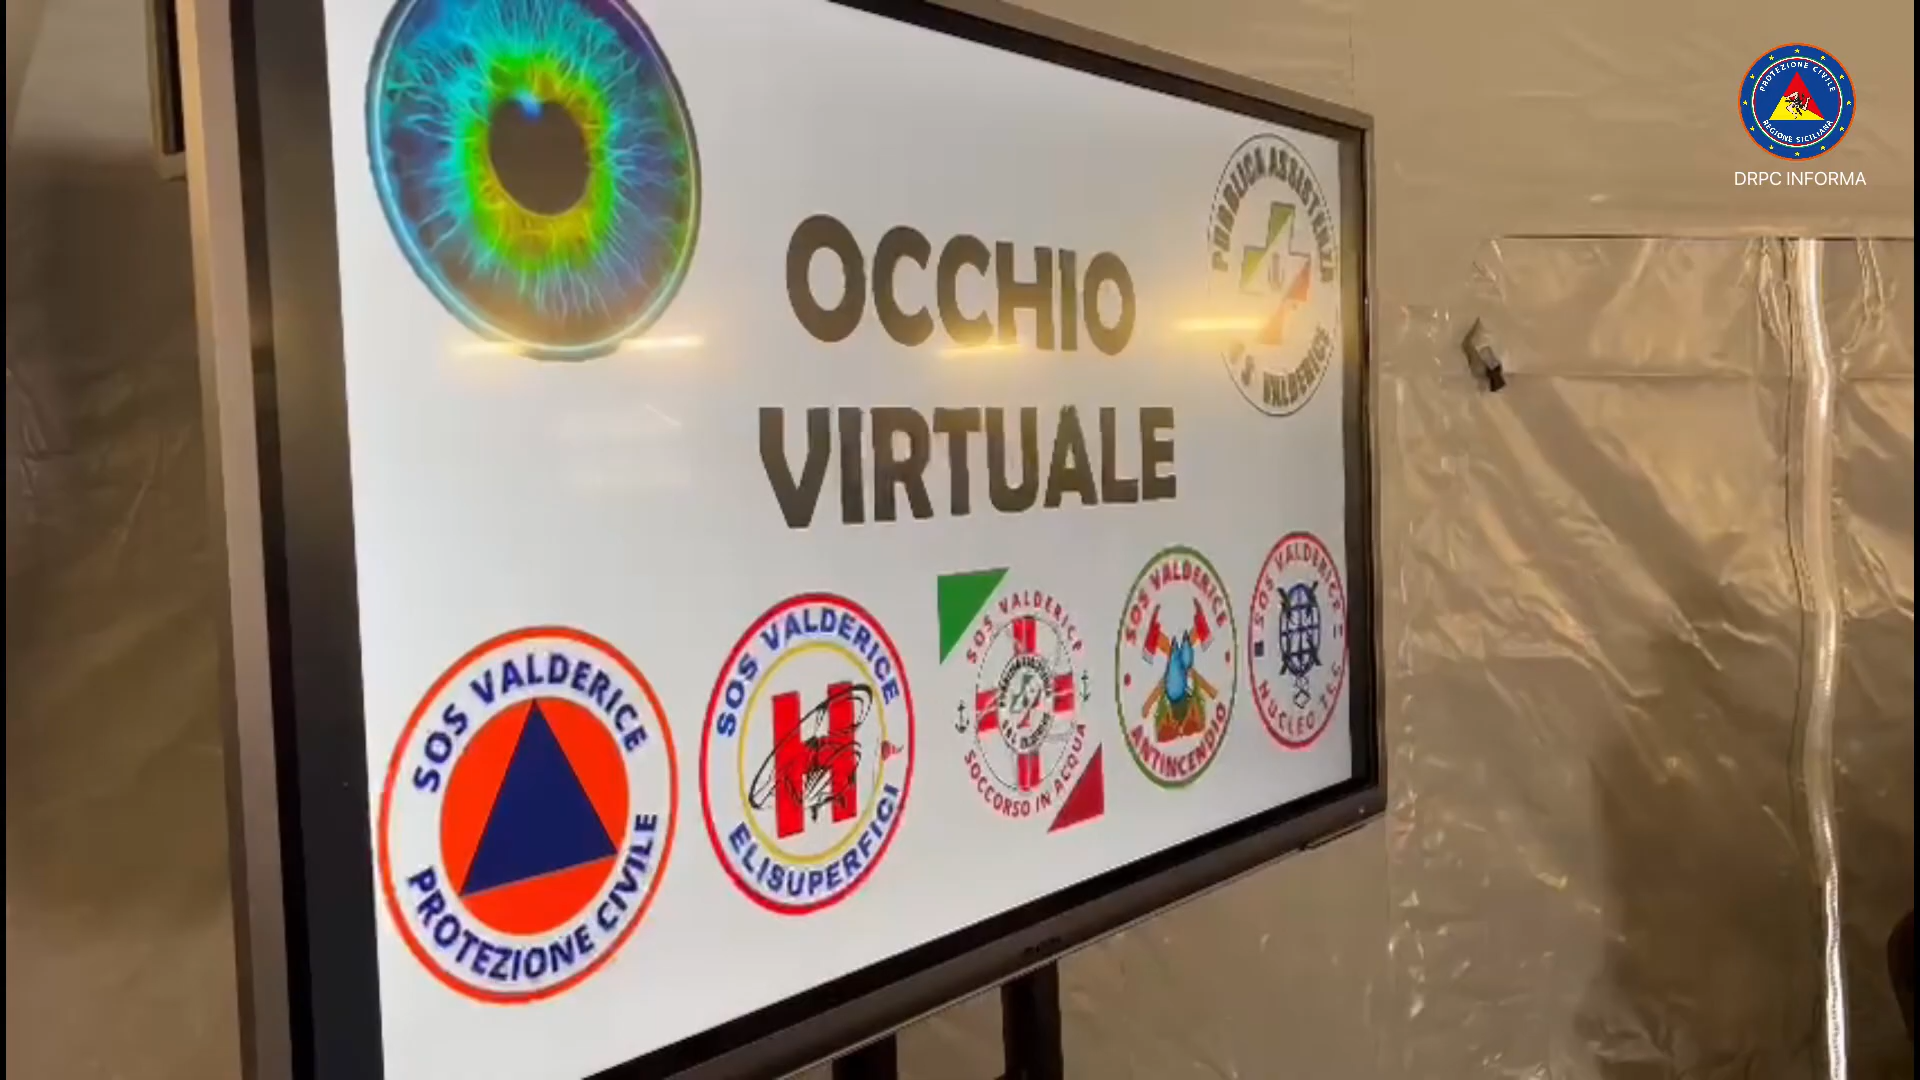 PROTEZIONE CIVILE
REGIONE SICILIANA
DRPC INFORMA
PUBBLICA ASSISTENZA
S VALDERICE
OCCHIO
VIRTUALE
SOS VALDERICE
PROTEZIONE CIVILE
SOS VALDERICE
H
ELISUPERFICI
SOS VALDERICE
SOCCORSO IN ACQUA
SOS VALDERICE
ANTINCENDIO
SOS VALDERICE
NUCLEO TLC